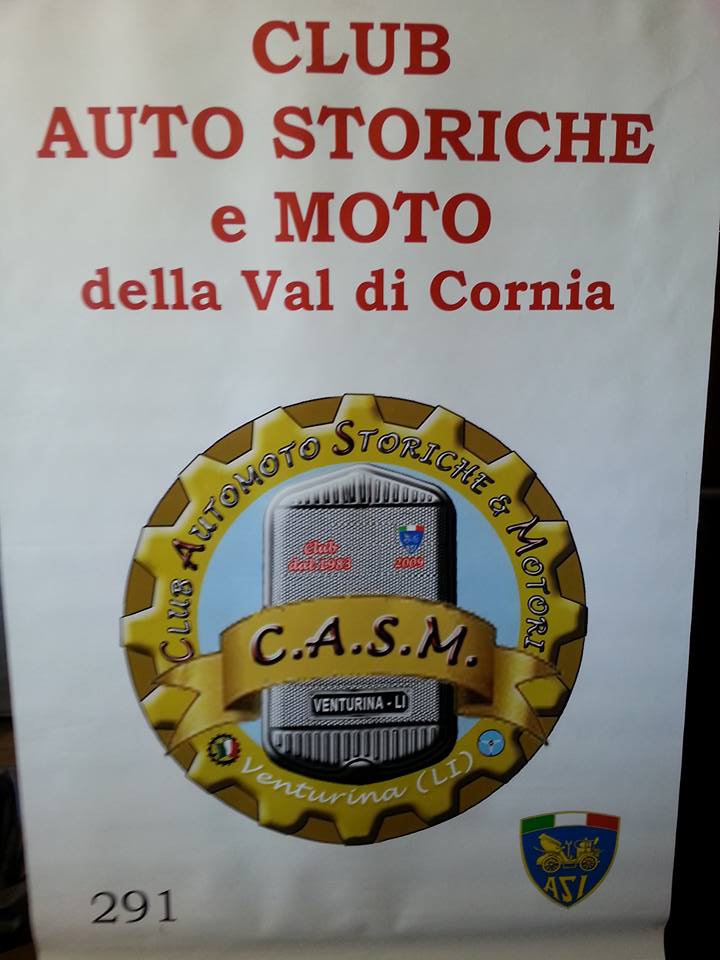 CLUB
AUTO STORICHE
e MOTO
della Val di Cornia
CLUB AUTOMOTO STORICHE & MOTORI
Club
dal 1983
2009
C.A.S.M.
VENTURINA - LI
Venturina (LI)
ASI
291